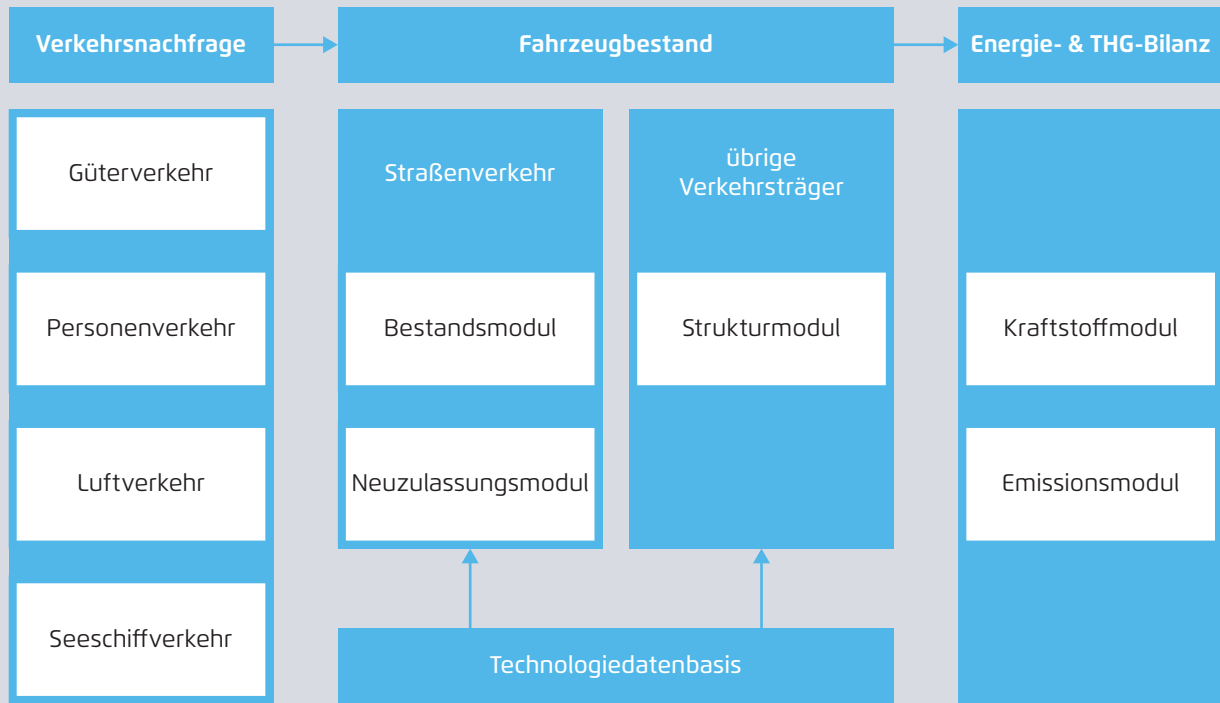 Verkehrsnachfrage
Fahrzeugbestand
Energie- & THG-Bilanz
Güterverkehr
Personenverkehr
Luftverkehr
Seeschiffverkehr
Straßenverkehr
Bestandsmodul
Neuzulassungsmodul
übrige
Verkehrsträger
Strukturmodul
Technologiedatenbasis
Kraftstoffmodul
Emissionsmodul